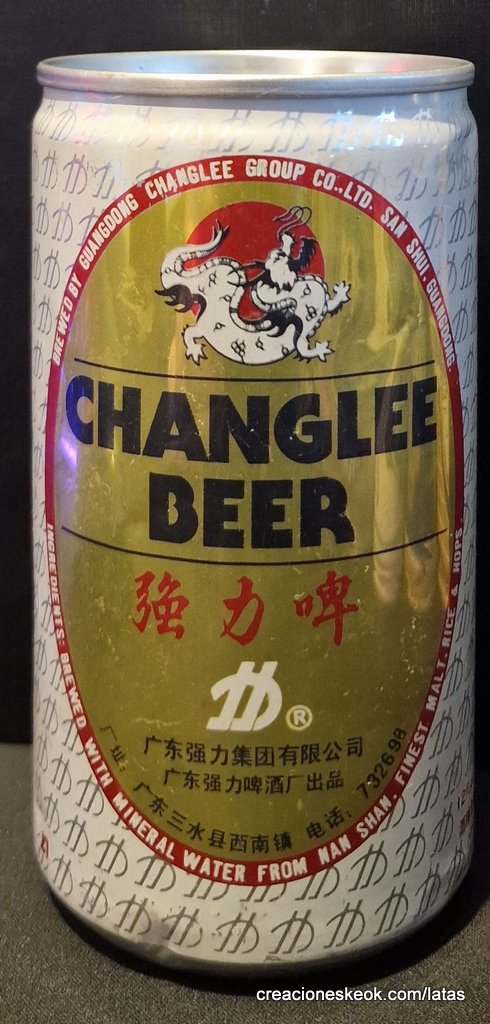 BREWED BY GUANGDONG CHANGLEE GROUP CO.,LTD. SAN SHUI. GUANGDONG.
CHANGLEE
BEER
强力啤
®
广东强力集团有限公司
广东强力啤酒厂出品
厂址: 广东三水县西南镇 电话: 732698
INGREDIENTS: BREWED WITH MINERAL WATER FROM NAN SHAN. FINEST MALT. RICE & HOPS.
creacioneskeok.com/latas